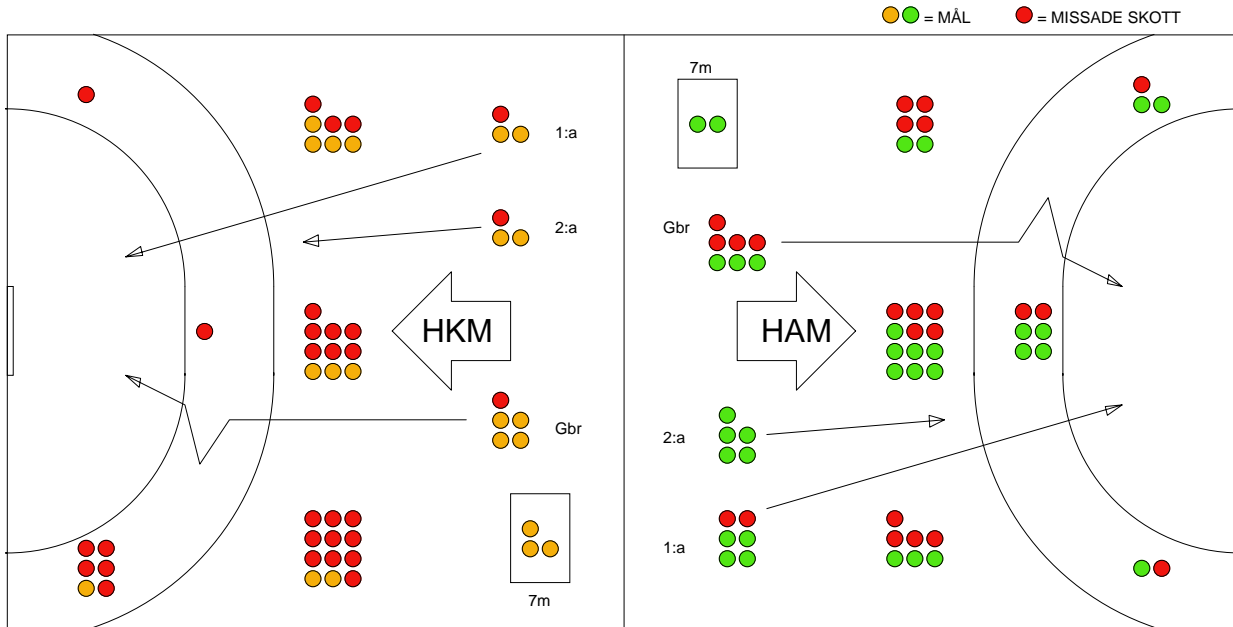 = MÅL = MISSADE SKOTT
7m
1:a
2:a
Gbr
HKM
HAM
Gbr
2:a
1:a
7m